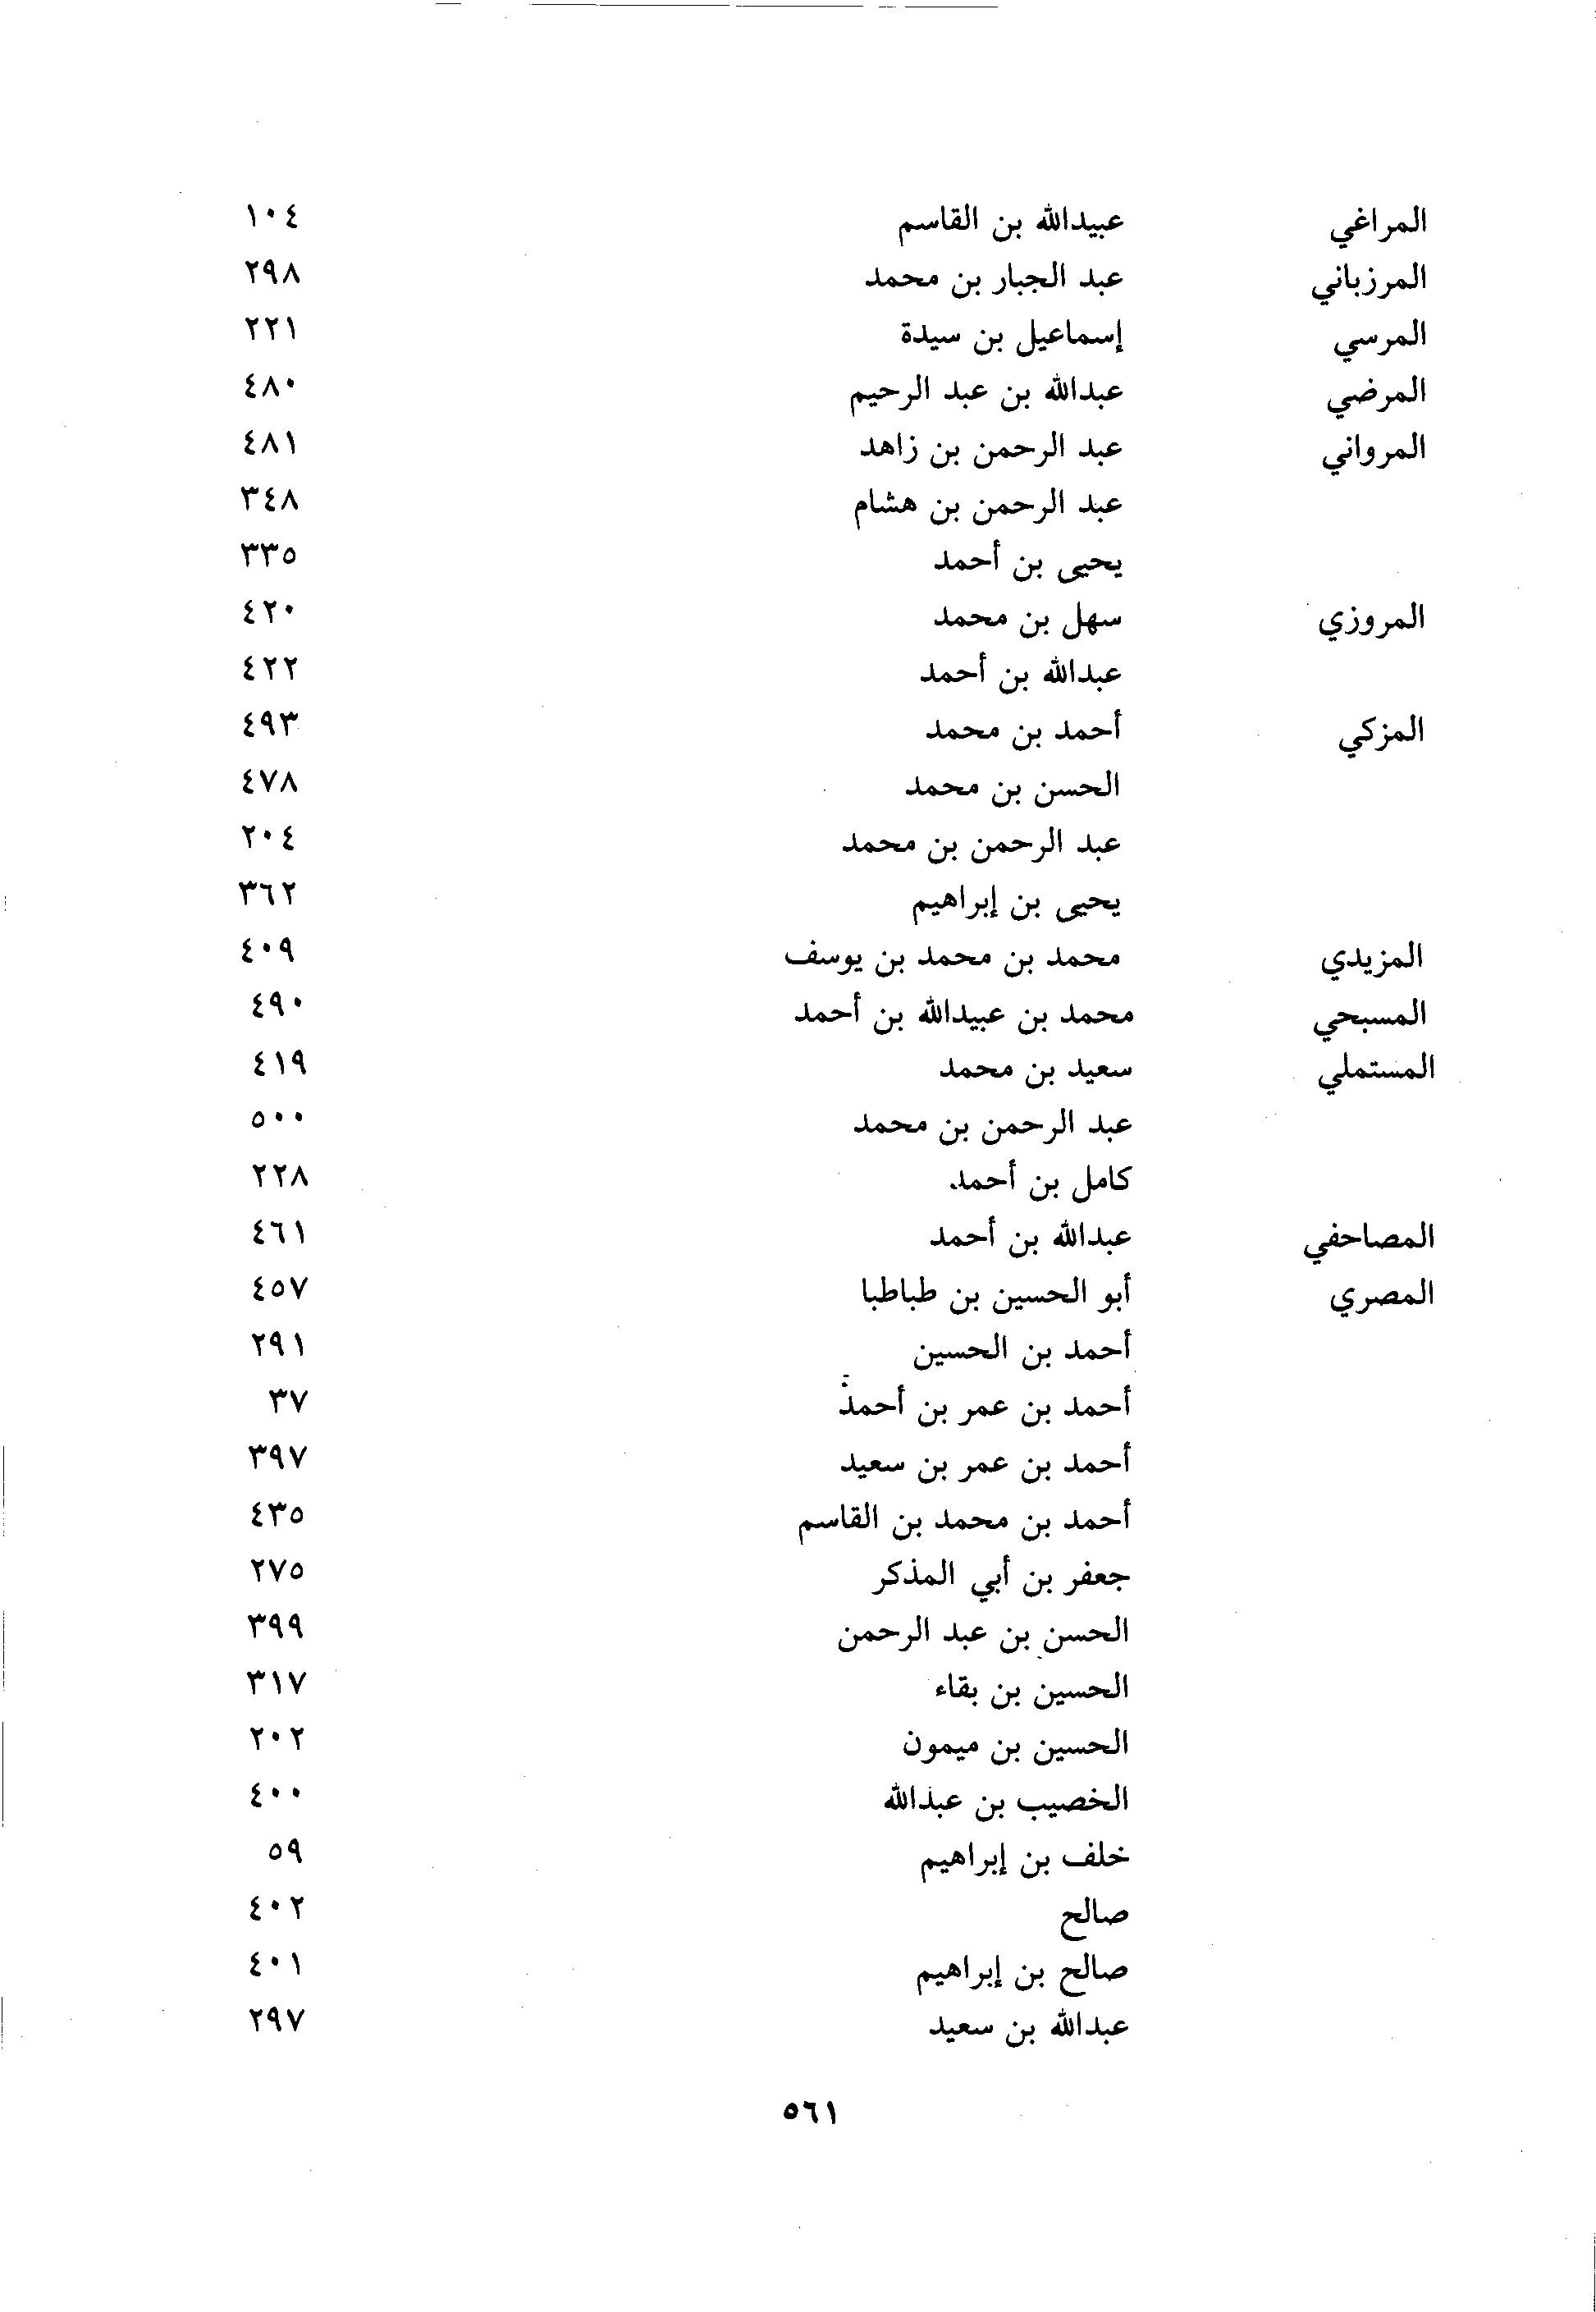 المراغي عبيدالله بن القاسم ١٠٤
المرزباني عبد الجبار بن محمد ٢٩٨
المرسي إسماعيل بن سيدة ٢٢١
المرضي عبدالله بن عبد الرحيم ٤٨٠
المرواني عبد الرحمن بن زاهد ٤٨١
عبد الرحمن بن هشام ٣٤٨
يحيى بن أحمد ٣٣٥
المروزي سهل بن محمد ٤٢٠
عبدالله بن أحمد ٤٢٢
المزكي أحمد بن محمد ٤٩٣
الحسن بن محمد ٤٧٨
عبد الرحمن بن محمد ٢٠٤
يحيى بن إبراهيم ٣٦٢
المزيدي محمد بن محمد بن يوسف ٤٠٩
المسبحي محمد بن عبيدالله بن أحمد ٤٩٠
المستملي سعيد بن محمد ٤١٩
عبد الرحمن بن محمد ٥٠٠
كامل بن أحمد. ٢٢٨
المصاحفي عبدالله بن أحمد ٤٦١
المصري أبو الحسين بن طباطبا ٤٥٧
أحمد بن الحسين ٢٩١
أحمد بن عمر بن أحمد ٣٧
أحمد بن عمر بن سعيد ٣٩٧
أحمد بن محمد بن القاسم ٤٣٥
جعفر بن أبي المذكر ٢٧٥
الحسن بن عبد الرحمن ٣٩٩
الحسين بن بقاء ٣١٧
الحسين بن ميمون ٢٠٢
الخصيب بن عبدالله ٤٠٠
خلف بن إبراهيم ٥٩
صالح ٤٠٢
صالح بن إبراهيم ٤٠١
عبدالله بن سعيد ٢٩٧
٥٦١